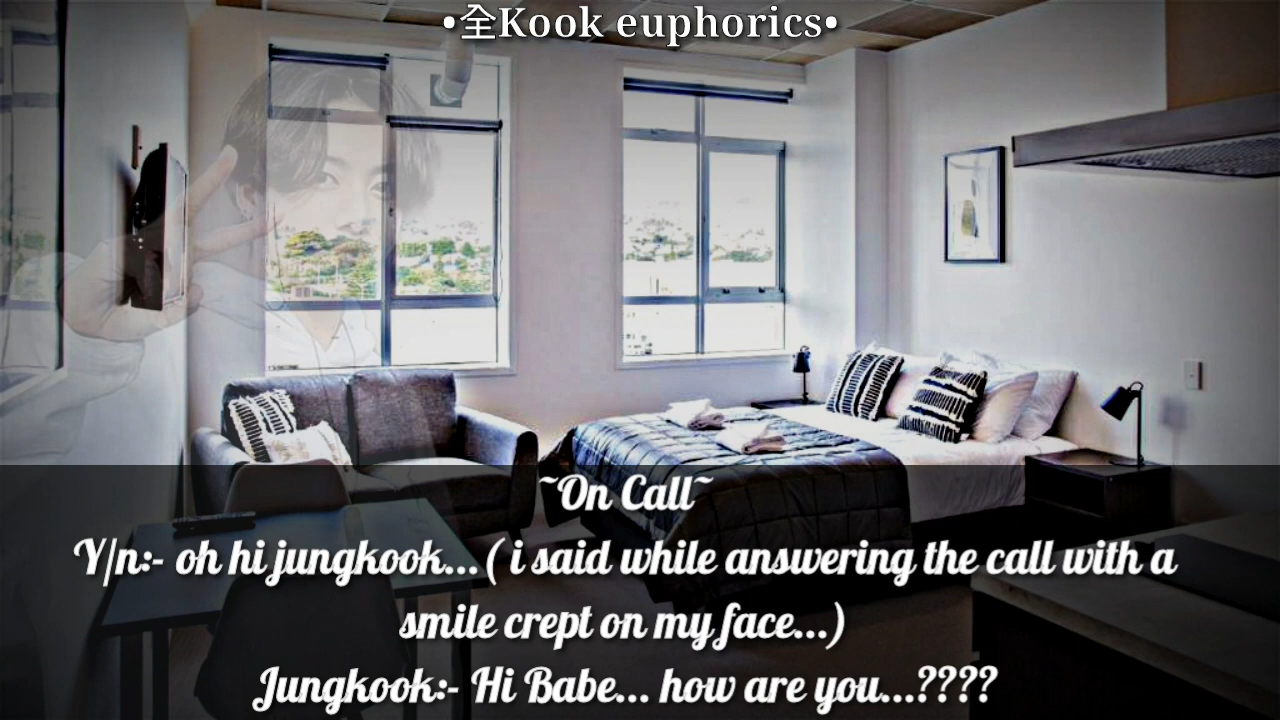 •全Kook euphorics•
~On Call~
Y/n:- oh hi jungkook...( i said while answering the call with a
smile crept on my face...)
Jungkook:- Hi Babe... how are you...????